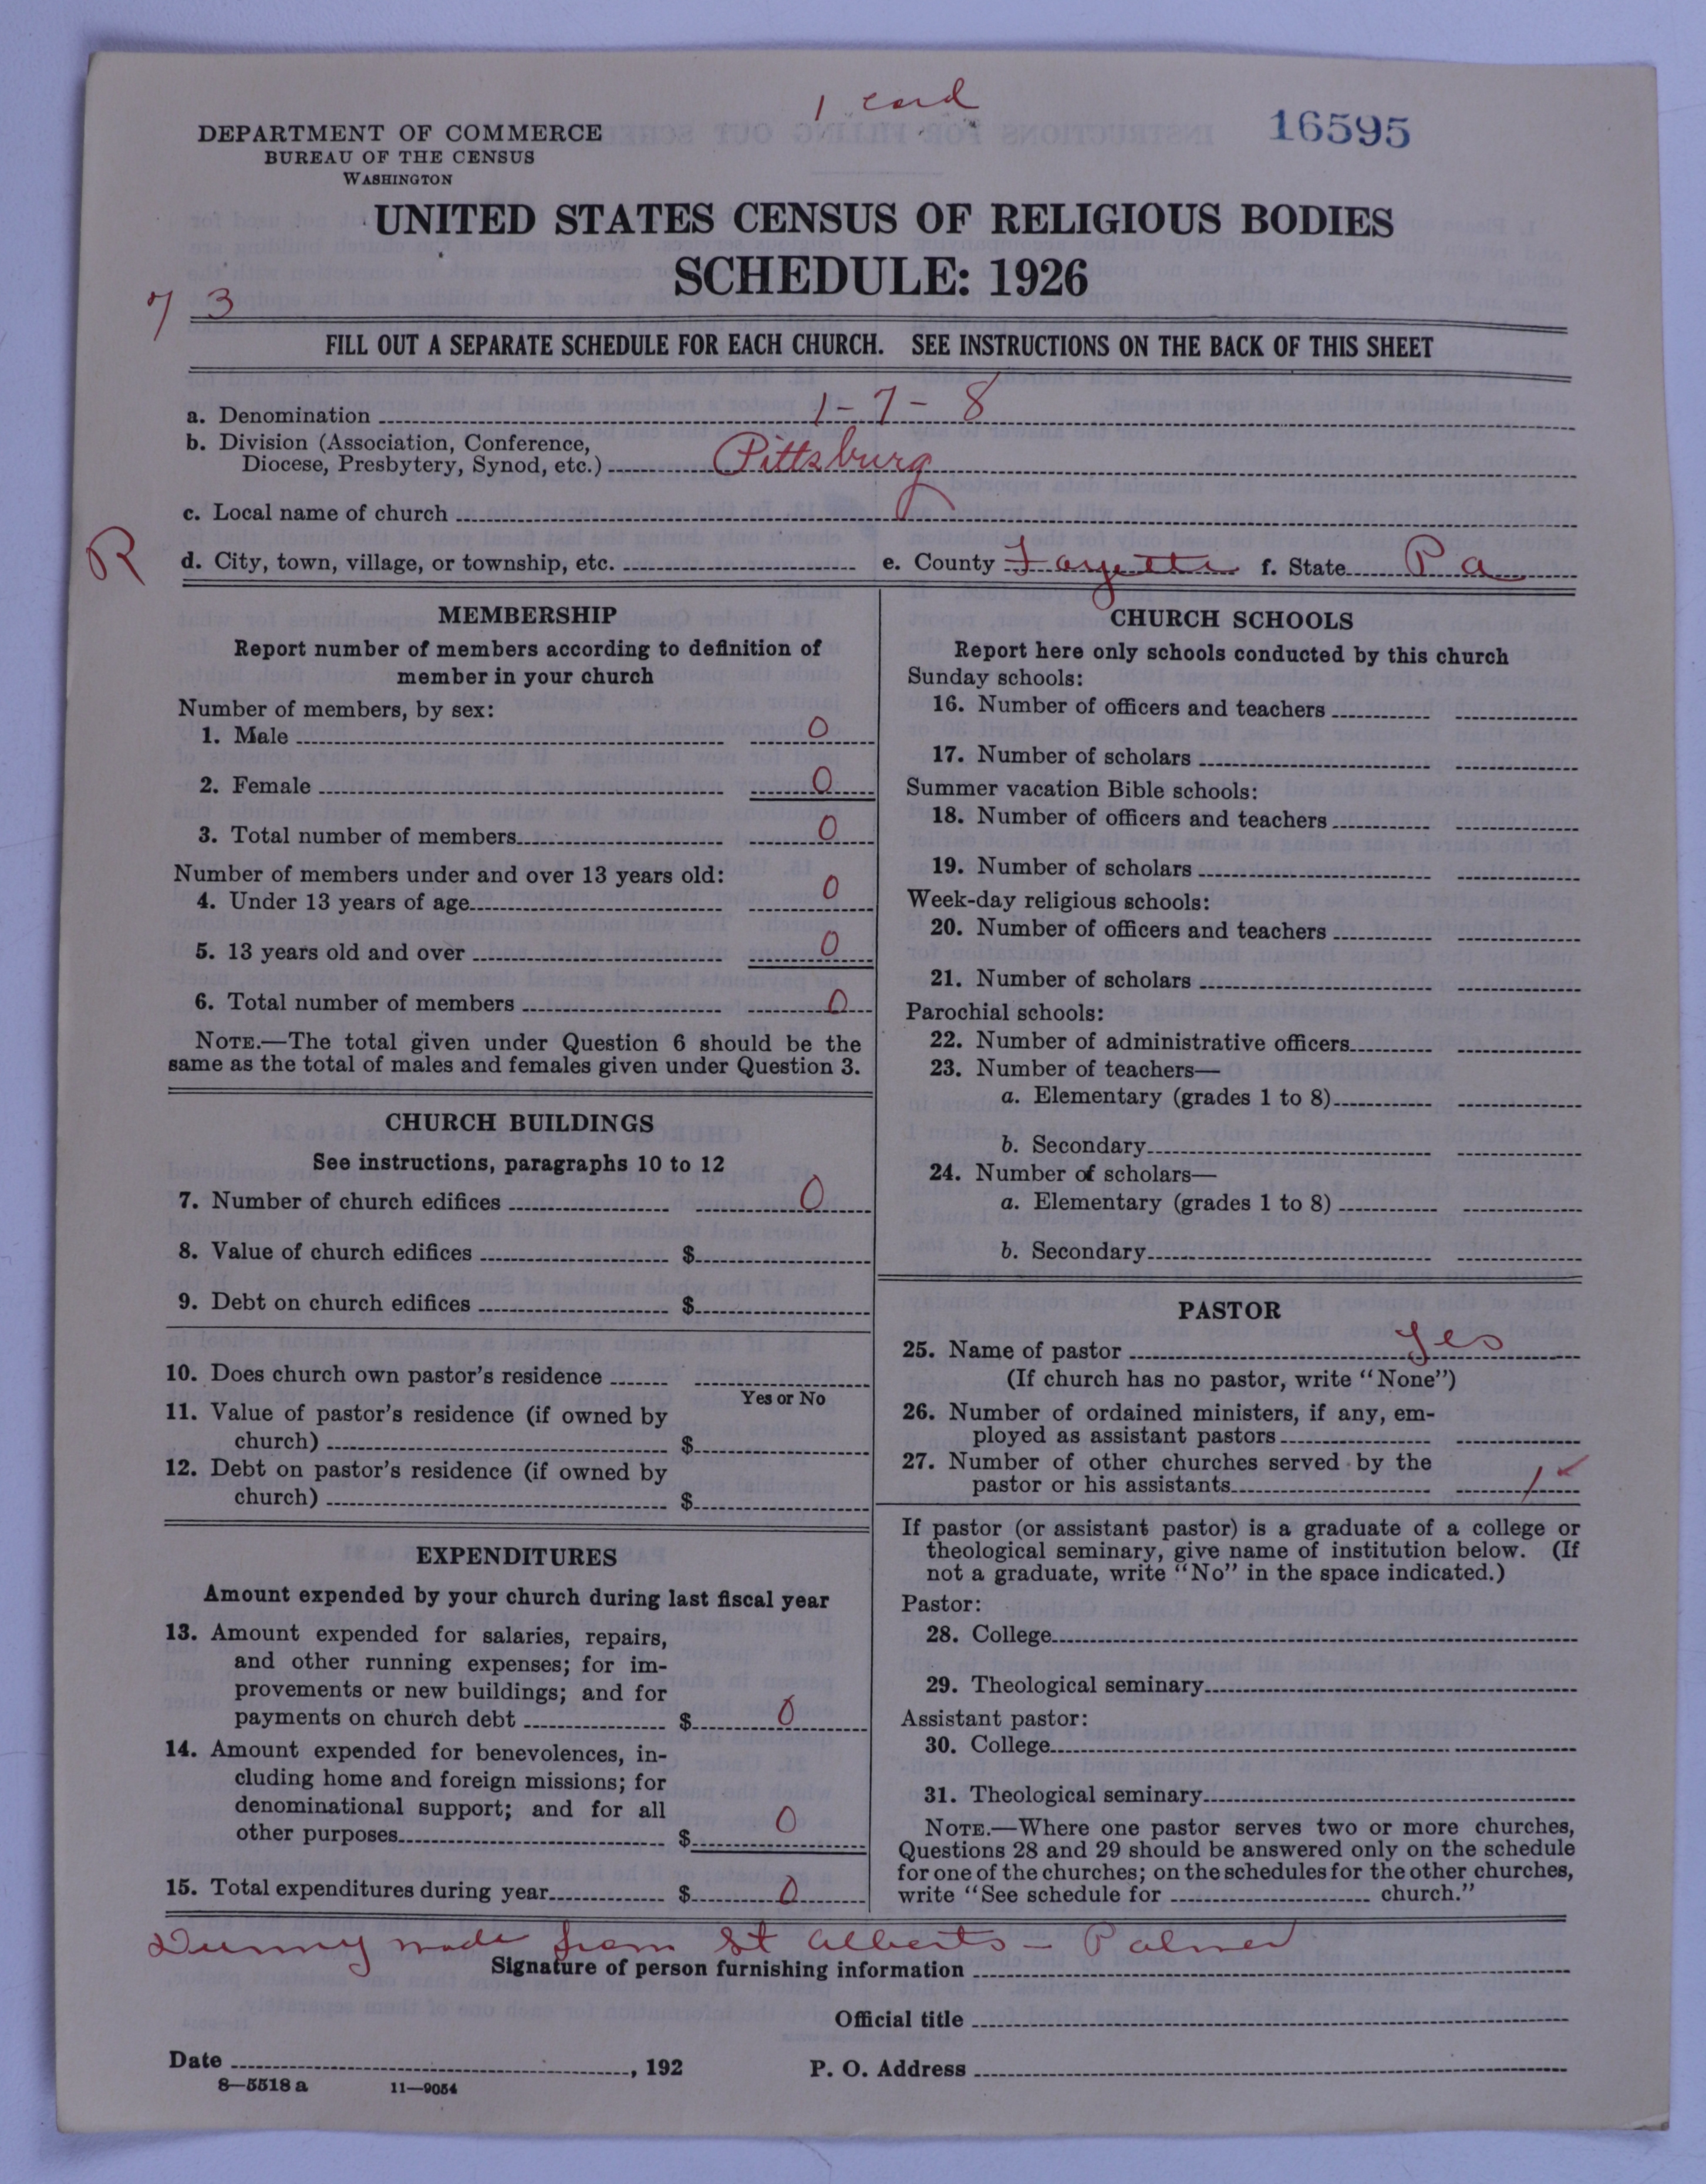 1 card
16595
DEPARTMENT OF COMMERCE
BUREAU OF THE CENSUS
WASHINGTON
UNITED STATES CENSUS OF RELIGIOUS BODIES
SCHEDULE: 1926
7 3
FILL OUT A SEPARATE SCHEDULE FOR EACH CHURCH. SEE INSTRUCTIONS ON THE BACK OF THIS SHEET
a. Denomination 1-7-8
b. Division (Association, Conference,
Diocese, Presbytery, Synod, etc.) Pittsburg
c. Local name of church
R
d. City, town, village, or township, etc. e. County Fayette f. State Pa
MEMBERSHIP
Report number of members according to definition of
member in your church
Number of members, by sex:
1. Male 0
2. Female 0
3. Total number of members 0
Number of members under and over 13 years old:
4. Under 13 years of age 0
5. 13 years old and over 0
6. Total number of members 0
NOTE.—The total given under Question 6 should be the
same as the total of males and females given under Question 3.
CHURCH BUILDINGS
See instructions, paragraphs 10 to 12
7. Number of church edifices 0
8. Value of church edifices $
9. Debt on church edifices $
10. Does church own pastor's residence
Yes or No
11. Value of pastor's residence (if owned by
church) $
12. Debt on pastor's residence (if owned by
church) $
EXPENDITURES
Amount expended by your church during last fiscal year
13. Amount expended for salaries, repairs,
and other running expenses; for im-
provements or new buildings; and for
payments on church debt $ 0
14. Amount expended for benevolences, in-
cluding home and foreign missions; for
denominational support; and for all
other purposes $ 0
15. Total expenditures during year $ 0
CHURCH SCHOOLS
Report here only schools conducted by this church
Sunday schools:
16. Number of officers and teachers
17. Number of scholars
Summer vacation Bible schools:
18. Number of officers and teachers
19. Number of scholars
Week-day religious schools:
20. Number of officers and teachers
21. Number of scholars
Parochial schools:
22. Number of administrative officers
23. Number of teachers—
a. Elementary (grades 1 to 8)
b. Secondary
24. Number of scholars—
a. Elementary (grades 1 to 8)
b. Secondary
PASTOR
25. Name of pastor Yes
(If church has no pastor, write "None")
26. Number of ordained ministers, if any, em-
ployed as assistant pastors
27. Number of other churches served by the
pastor or his assistants 1 ✓
If pastor (or assistant pastor) is a graduate of a college or
theological seminary, give name of institution below. (If
not a graduate, write "No" in the space indicated.)
Pastor:
28. College
29. Theological seminary
Assistant pastor:
30. College
31. Theological seminary
NOTE.—Where one pastor serves two or more churches,
Questions 28 and 29 should be answered only on the schedule
for one of the churches; on the schedules for the other churches,
write "See schedule for church."
Dummy made from St Alberts - Palmer
Signature of person furnishing information
Official title
Date , 192 P. O. Address
8—5518 a 11—9054